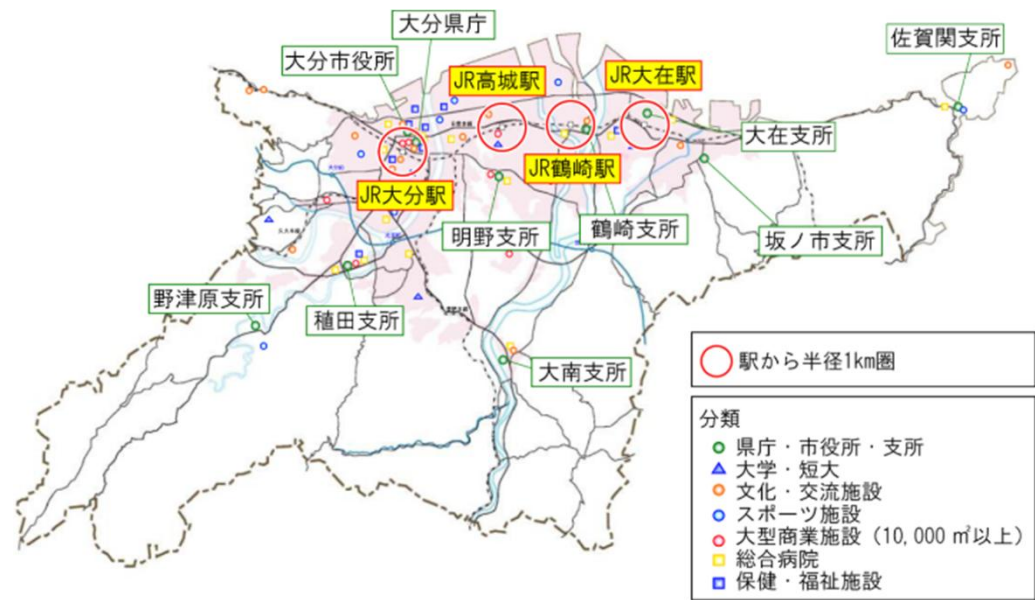 大分県庁
佐賀関支所
大分市役所
JR高城駅
JR大在駅
大在支所
JR鶴崎駅
JR大分駅
明野支所
鶴崎支所
坂ノ市支所
野津原支所
稙田支所
大南支所
駅から半径1km圏
分類
県庁・市役所・支所
大学・短大
文化・交流施設
スポーツ施設
大型商業施設（10,000 ㎡以上）
総合病院
保健・福祉施設